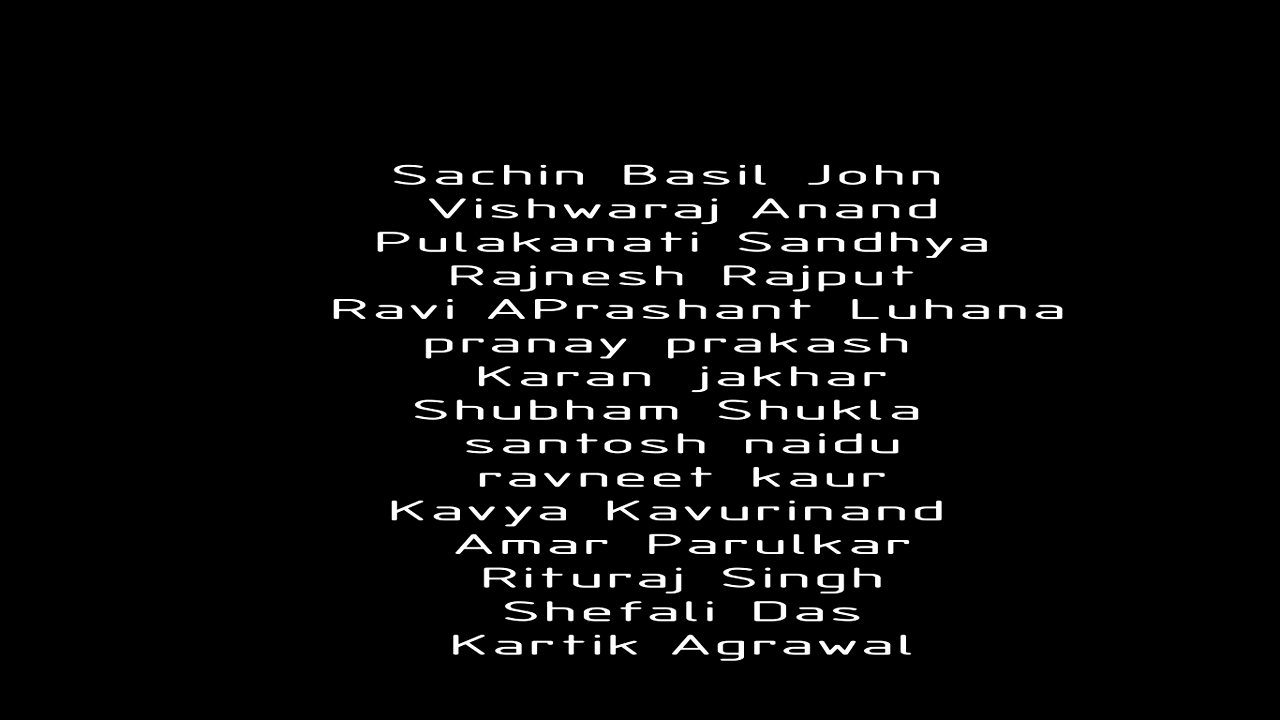 Sachin Basil John
Vishwaraj Anand
Pulakanati Sandhya
Rajnesh Rajput
Ravi APrashant Luhana
pranay prakash
Karan jakhar
Shubham Shukla
santosh naidu
ravneet kaur
Kavya Kavurinand
Amar Parulkar
Rituraj Singh
Shefali Das
Kartik Agrawal